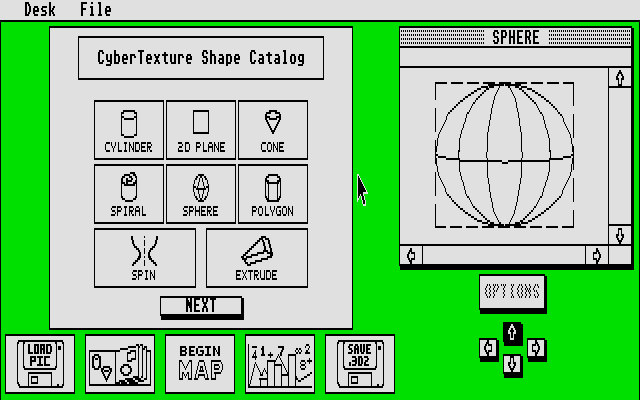 Desk File
SPHERE
CyberTexture Shape Catalog
CYLINDER 2D PLANE CONE
SPIRAL SPHERE POLYGON
SPIN EXTRUDE
NEXT
OPTIONS
LOAD
PIC
BEGIN
MAP
SAVE
.3D2